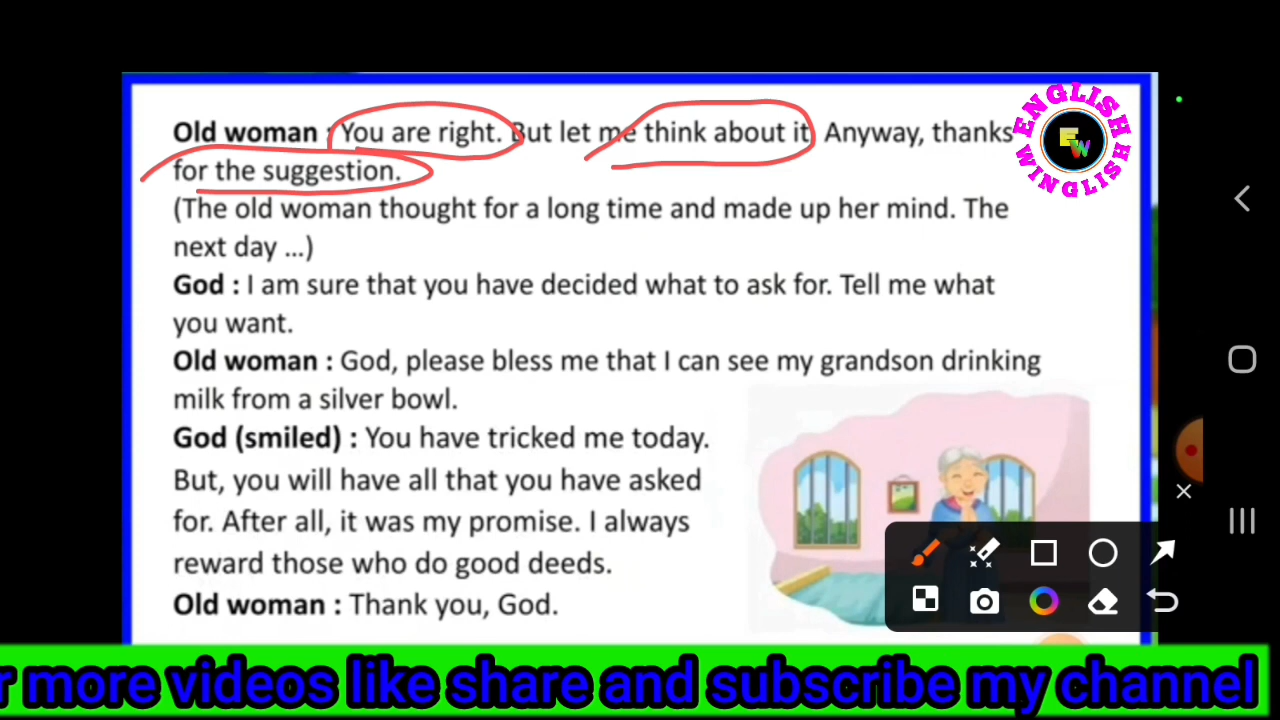 Old woman : You are right. But let me think about it. Anyway, thanks
for the suggestion.
(The old woman thought for a long time and made up her mind. The
next day ...)
God : I am sure that you have decided what to ask for. Tell me what
you want.
Old woman : God, please bless me that I can see my grandson drinking
milk from a silver bowl.
God (smiled) : You have tricked me today.
But, you will have all that you have asked
for. After all, it was my promise. I always
reward those who do good deeds.
Old woman : Thank you, God.
ENGLISH
EW
WINGLISH
r more videos like share and subscribe my channel